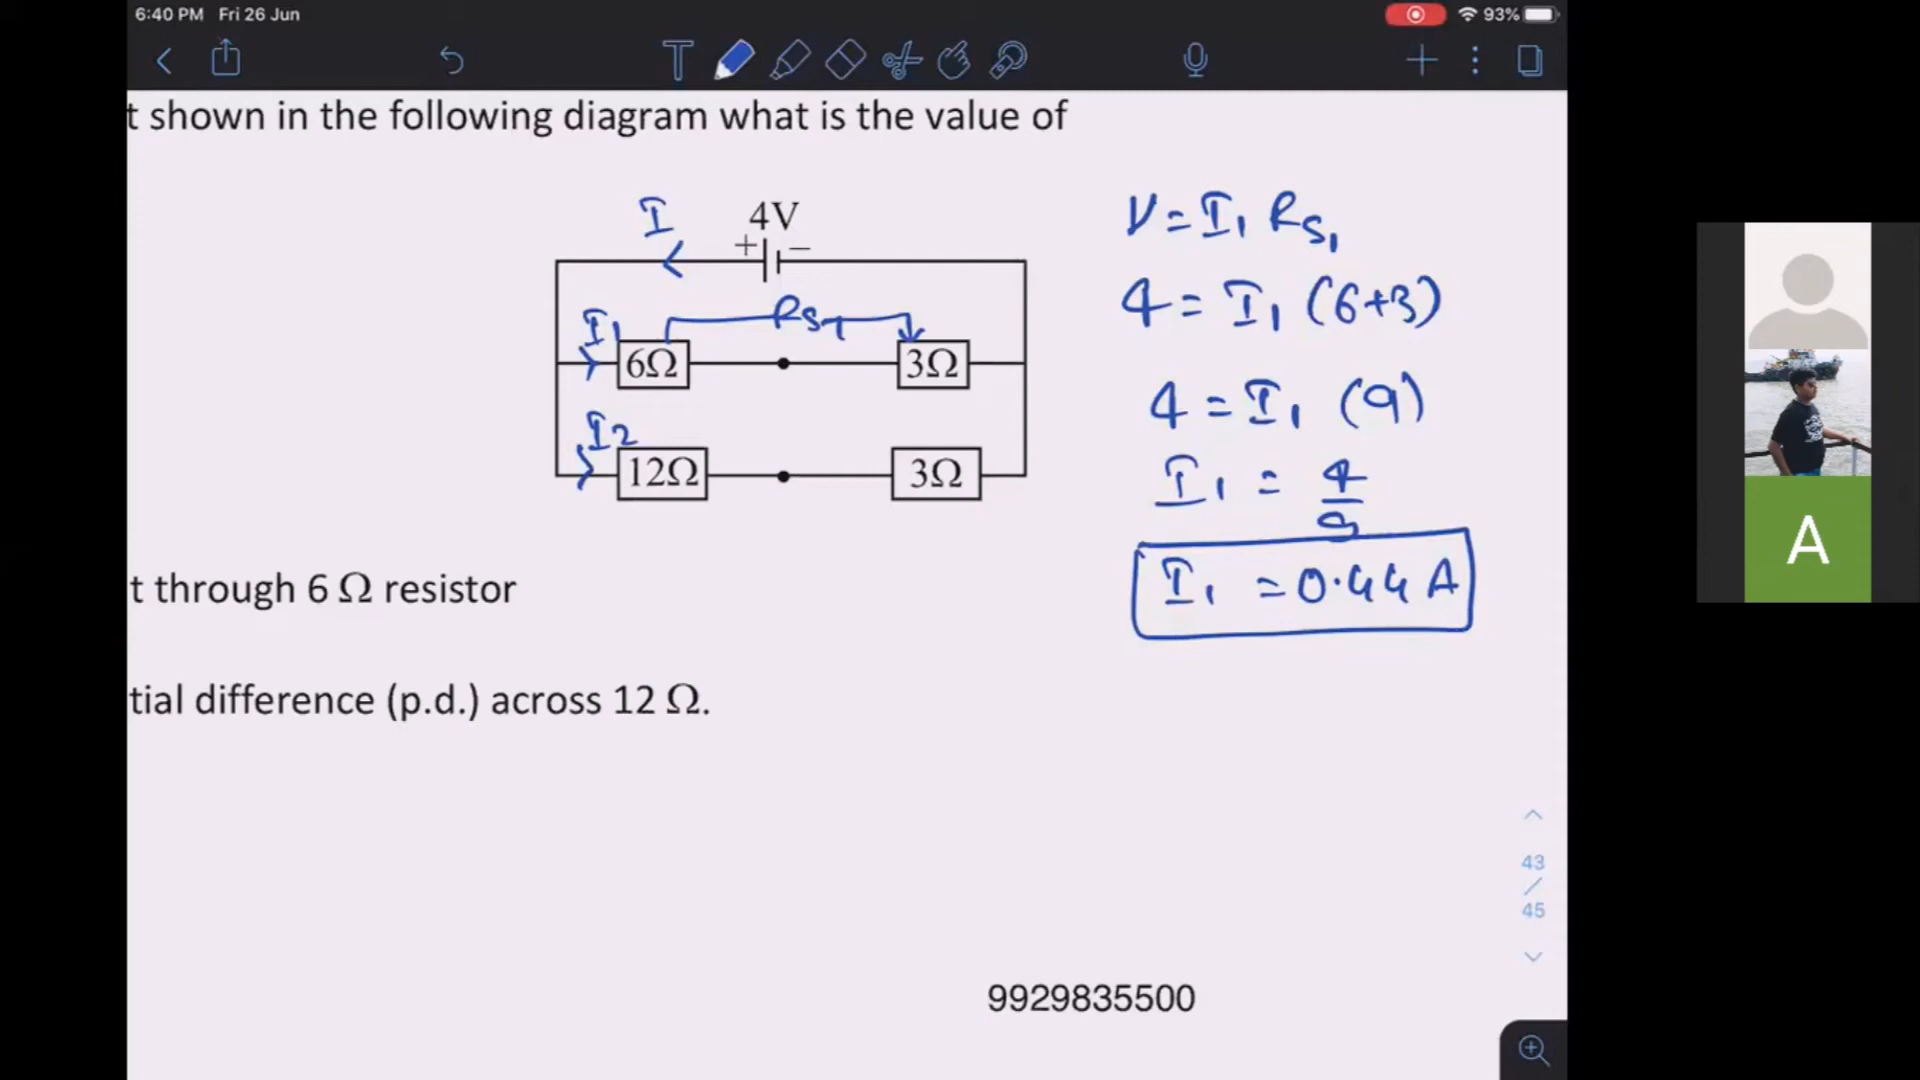 6:40 PM Fri 26 Jun
93%
t shown in the following diagram what is the value of
I
4V
+ −
I₁
RS₁
6Ω
3Ω
I₂
12Ω
3Ω
V = I₁ RS₁
4 = I₁ (6+3)
4 = I₁ (9)
I₁ = 4/9
I₁ = 0.44 A
t through 6 Ω resistor
tial difference (p.d.) across 12 Ω.
A
43
/
45
9929835500